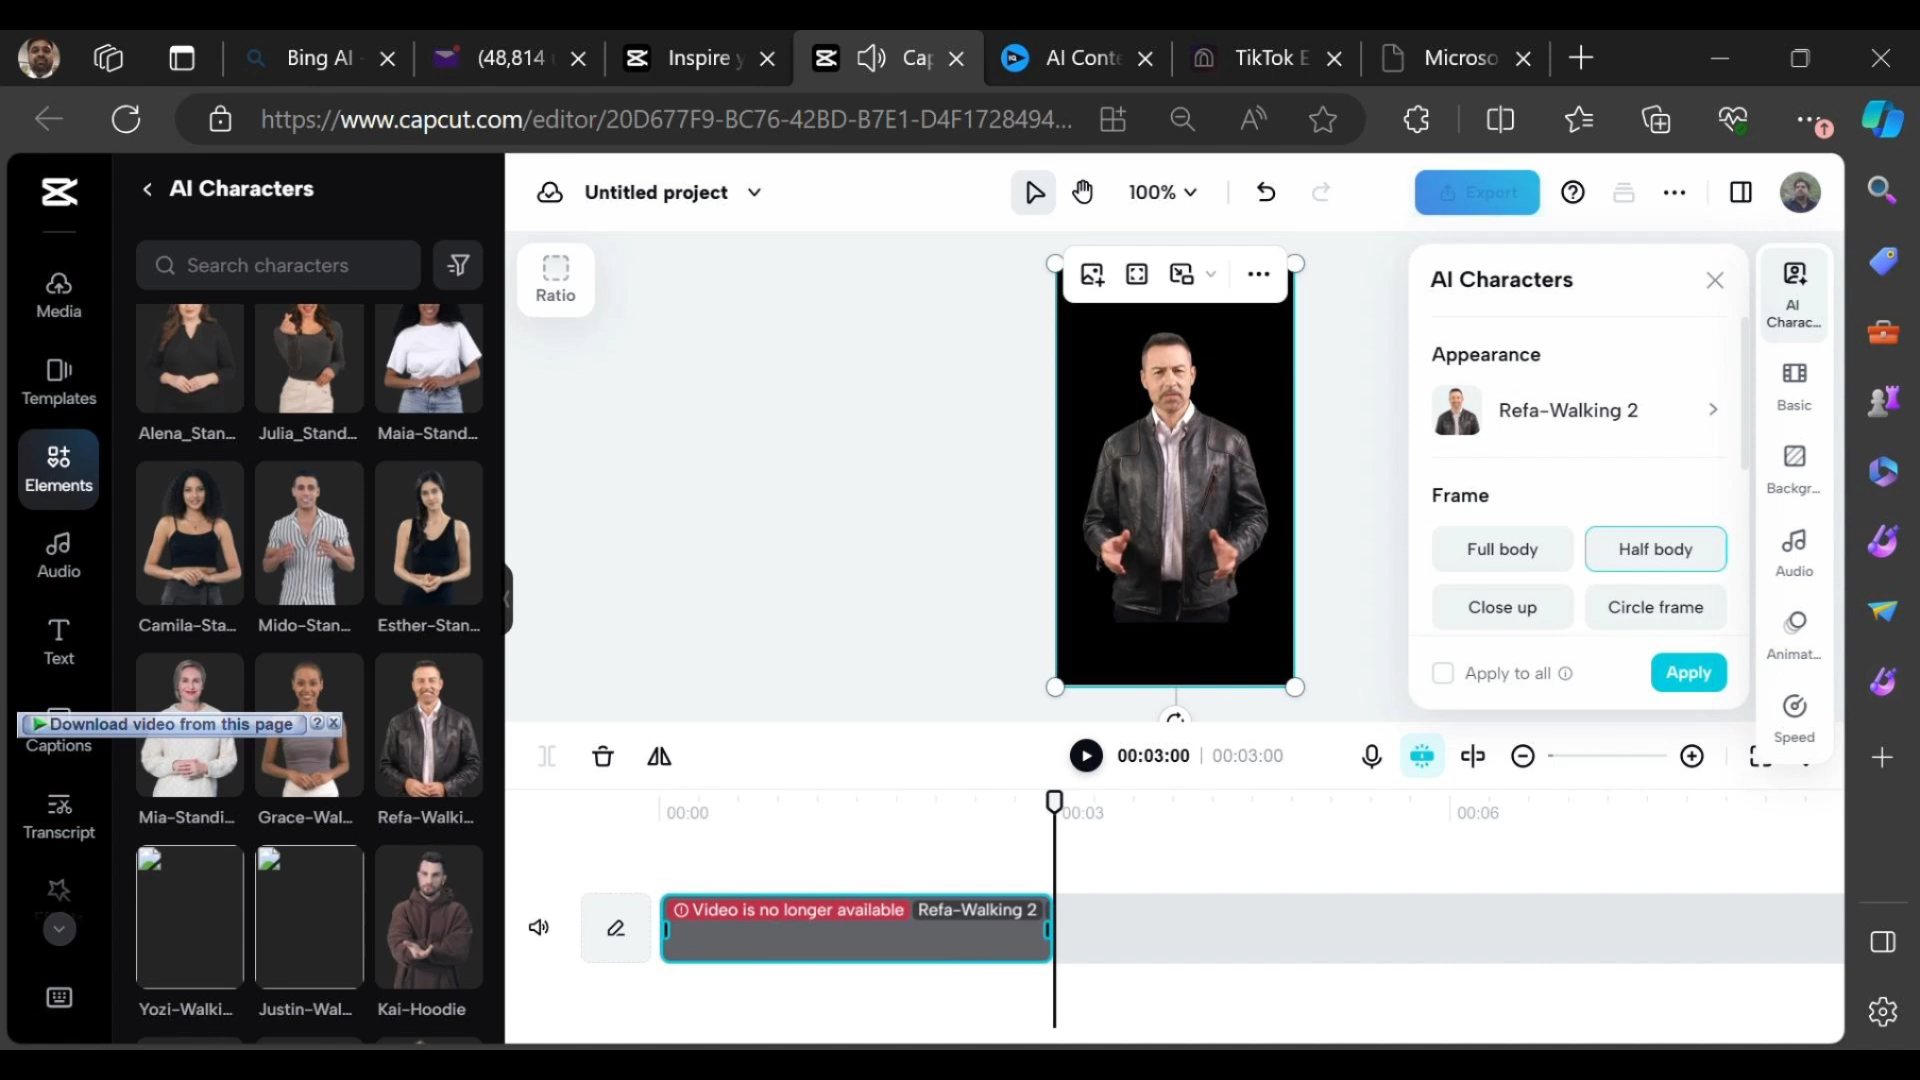 Bing AI
(48,814
Inspire y
Cap
AI Conte
TikTok E
Microso
https://www.capcut.com/editor/20D677F9-BC76-42BD-B7E1-D4F1728494...
AI Characters
Untitled project
100%
Export
Search characters
Ratio
AI Characters
AI
Charac...
Media
Appearance
Refa-Walking 2
Basic
Templates
Alena_Stan...
Julia_Stand...
Maia-Stand...
Elements
Frame
Backgr...
Full body
Half body
Audio
Audio
Close up
Circle frame
Camila-Sta...
Mido-Stan...
Esther-Stan...
Text
Animat...
Apply to all
Apply
Download video from this page
Captions
Speed
00:03:00 | 00:03:00
Mia-Standi...
Grace-Wal...
Refa-Walki...
Transcript
00:00
00:03
00:06
Video is no longer available
Refa-Walking 2
Yozi-Walki...
Justin-Wal...
Kai-Hoodie